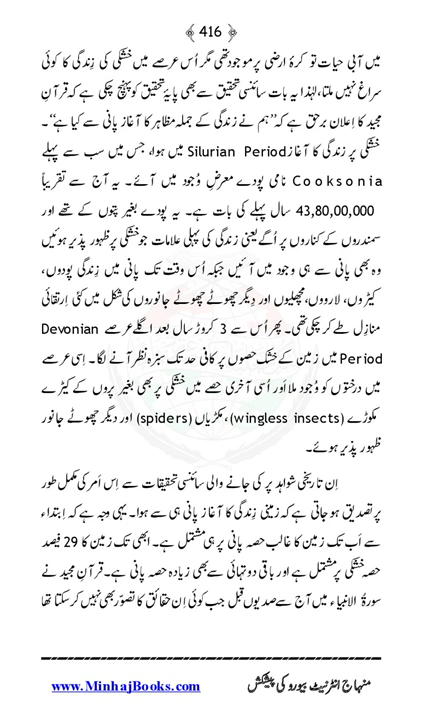 ﴿ 416 ﴾
میں آبی حیات تو کرۂ ارضی پر موجود تھی مگر اُس عرصے میں خشکی کی زِندگی کا کوئی
سراغ نہیں ملتا، لہٰذا یہ بات سائنسی تحقیق سے بھی پایۂ تحقیق کو پہنچ چکی ہے کہ قرآنِ
مجید کا اِعلان برحق ہے کہ ’’ہم نے زندگی کے جملہ مظاہر کا آغاز پانی سے کیا ہے‘‘۔
خشکی پر زندگی کا آغاز Silurian Period میں ہوا، جس میں سب سے پہلے
Cooksonia نامی پودے معرضِ وُجود میں آئے۔ یہ آج سے تقریباً
43,80,00,000 سال پہلے کی بات ہے۔ یہ پودے بغیر پتوں کے تھے اور
سمندروں کے کناروں پر اُگے یعنی زندگی کی پہلی علامات جو خشکی پر ظہور پذیر ہوئیں
وہ بھی پانی سے ہی وجود میں آئیں جبکہ اُس وقت تک پانی میں زِندگی پودوں،
کیڑوں، لارووں، مچھلیوں اور دِیگر چھوٹے چھوٹے جانوروں کی شکل میں کئی اِرتقائی
منازِل طے کر چکی تھی۔ پھر اُس سے 3 کروڑ سال بعد اگلے عرصے Devonian
Period میں زمین کے خشک حصوں پر کافی حد تک سبزہ نظر آنے لگا۔ اِسی عرصے
میں درختوں کو وُجود ملا اور اُسی آخری حصے میں خشکی پر بھی بغیر پروں کے کیڑے
مکوڑے (wingless insects)، مکڑیاں (spiders) اور دیگر چھوٹے جانور
ظہور پذیر ہوئے۔
اِن تاریخی شواہد پر کی جانے والی سائنسی تحقیقات سے اِس اَمر کی مکمل طور
پر تصدیق ہو جاتی ہے کہ زمینی زِندگی کا آغاز پانی ہی سے ہوا۔ یہی وجہ ہے کہ اِبتداء
سے اَب تک زمین کا غالب حصہ پانی پر ہی مشتمل ہے۔ ابھی تک زمین کا 29 فیصد
حصہ خشکی پر مشتمل ہے اور باقی دو تہائی سے بھی زیادہ حصہ پانی ہے۔ قرآنِ مجید نے
سورۃُ الانبیاء میں آج سے صدیوں قبل جب کوئی اِن حقائق کا تصوّر بھی نہیں کر سکتا تھا
منہاج انٹرنیٹ بیورو کی پیشکش
www.MinhajBooks.com